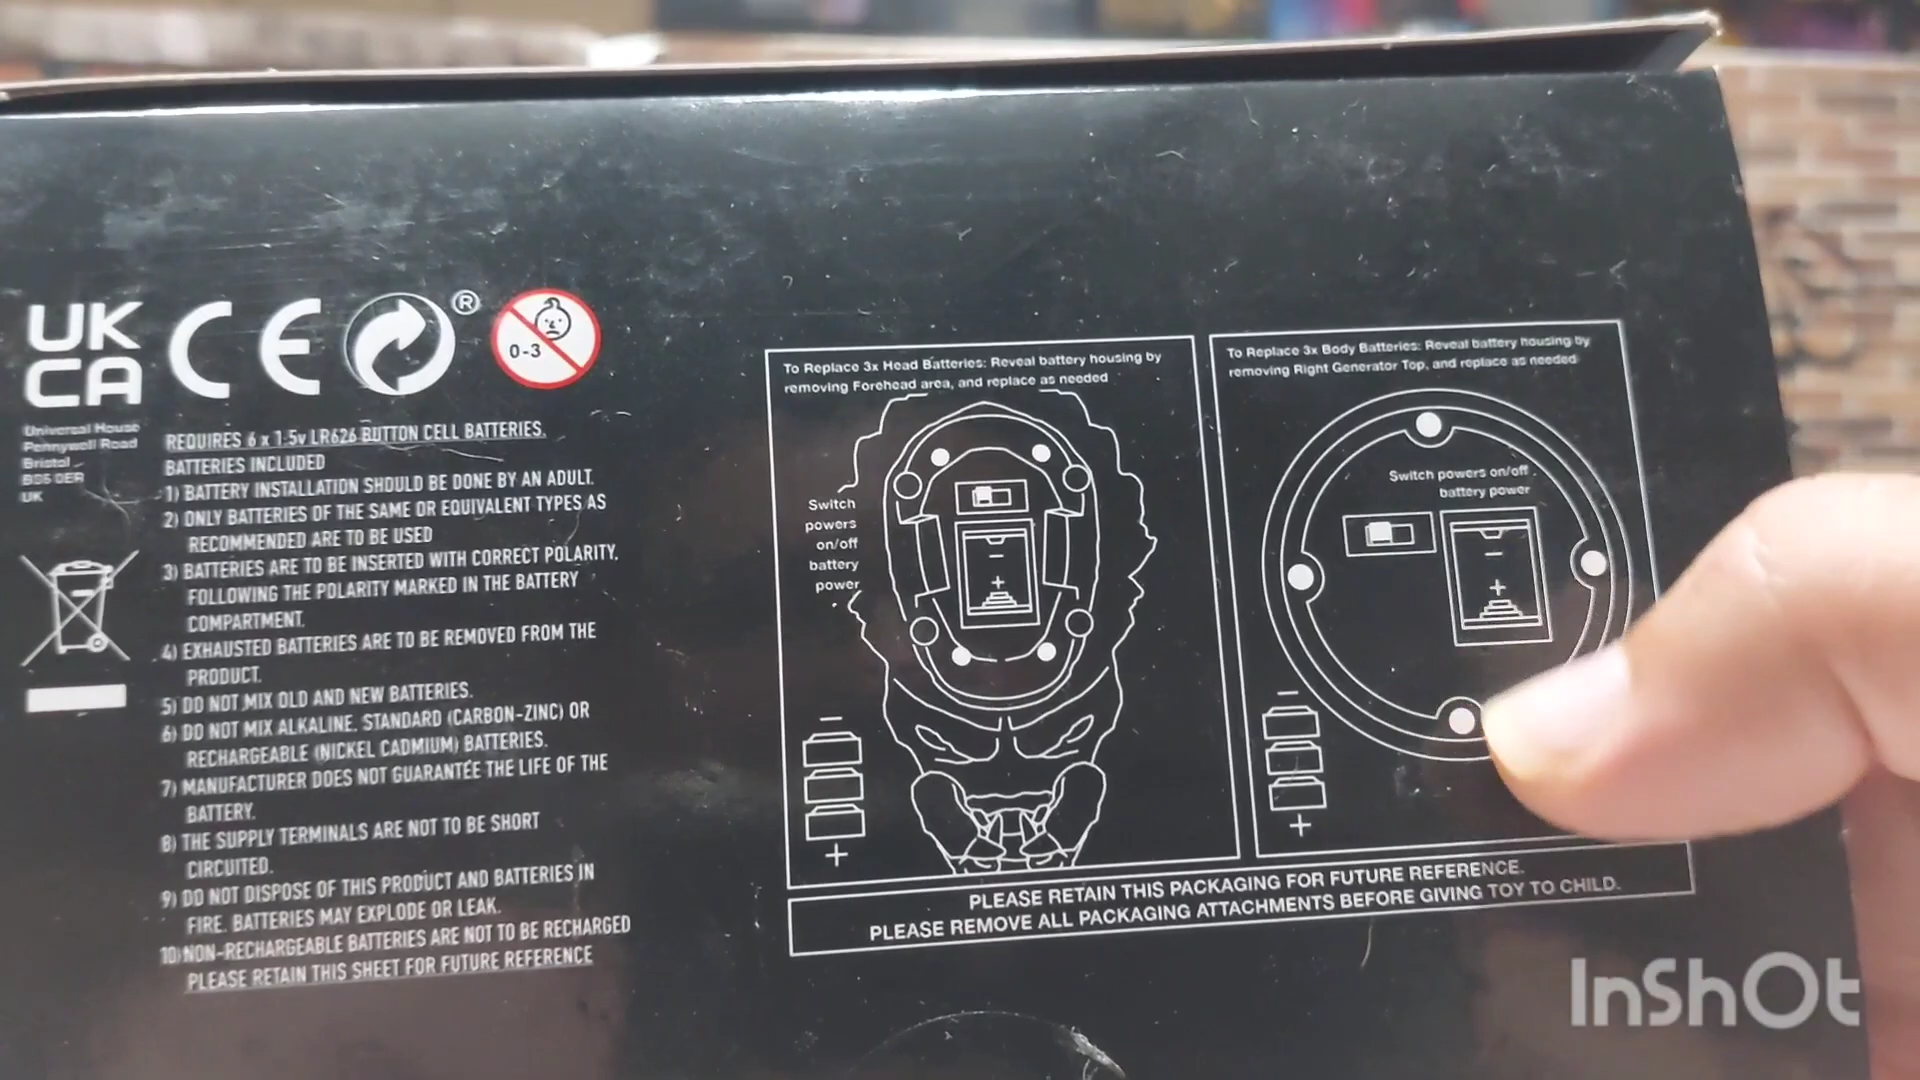 UK
CA
CE
®
0-3
Universal House
Pennywell Road
Bristol
BS5 0ER
UK
REQUIRES 6 x 1.5v LR626 BUTTON CELL BATTERIES.
BATTERIES INCLUDED
1) BATTERY INSTALLATION SHOULD BE DONE BY AN ADULT.
2) ONLY BATTERIES OF THE SAME OR EQUIVALENT TYPES AS
RECOMMENDED ARE TO BE USED
3) BATTERIES ARE TO BE INSERTED WITH CORRECT POLARITY,
FOLLOWING THE POLARITY MARKED IN THE BATTERY
COMPARTMENT.
4) EXHAUSTED BATTERIES ARE TO BE REMOVED FROM THE
PRODUCT.
5) DO NOT MIX OLD AND NEW BATTERIES.
6) DO NOT MIX ALKALINE. STANDARD (CARBON-ZINC) OR
RECHARGEABLE (NICKEL CADMIUM) BATTERIES.
7) MANUFACTURER DOES NOT GUARANTEE THE LIFE OF THE
BATTERY.
8) THE SUPPLY TERMINALS ARE NOT TO BE SHORT
CIRCUITED.
9) DO NOT DISPOSE OF THIS PRODUCT AND BATTERIES IN
FIRE. BATTERIES MAY EXPLODE OR LEAK.
10) NON-RECHARGEABLE BATTERIES ARE NOT TO BE RECHARGED
PLEASE RETAIN THIS SHEET FOR FUTURE REFERENCE
To Replace 3x Head Batteries: Reveal battery housing by
removing Forehead area, and replace as needed
Switch
powers
on/off
battery
power
−
+
−
+
To Replace 3x Body Batteries: Reveal battery housing by
removing Right Generator Top, and replace as needed
Switch powers on/off
battery power
−
+
−
+
PLEASE RETAIN THIS PACKAGING FOR FUTURE REFERENCE.
PLEASE REMOVE ALL PACKAGING ATTACHMENTS BEFORE GIVING TOY TO CHILD.
InShOt